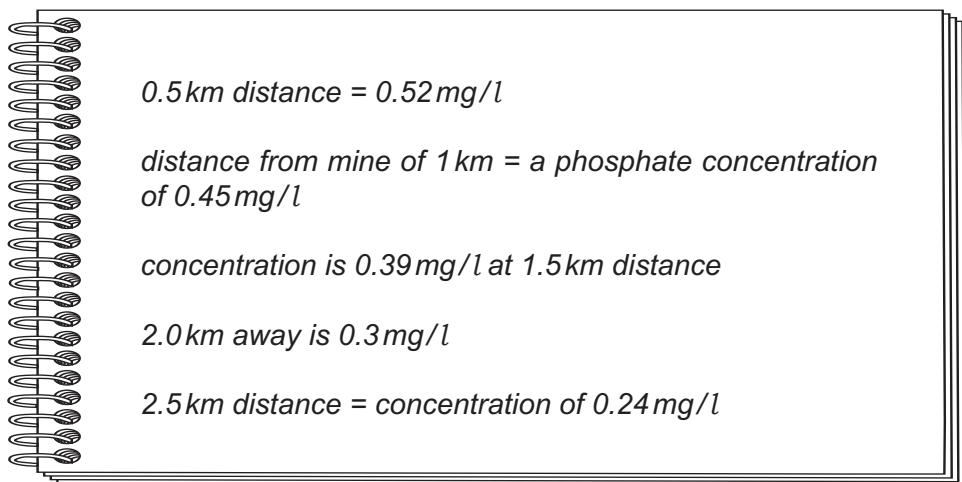 0.5 km distance = 0.52 mg/l
distance from mine of 1 km = a phosphate concentration
of 0.45 mg/l
concentration is 0.39 mg/l at 1.5 km distance
2.0 km away is 0.3 mg/l
2.5 km distance = concentration of 0.24 mg/l